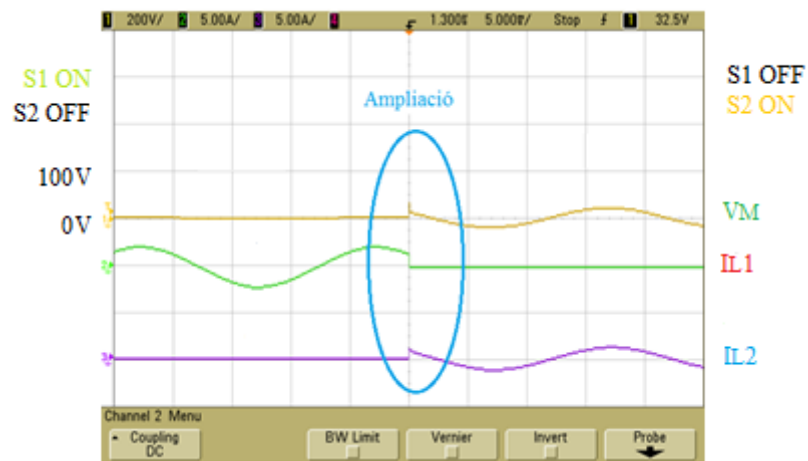 1 200V/ 2 5.00A/ 3 5.00A/ 4 1.300s 5.000s/ Stop 1 32.5V
S1 ON
S2 OFF
Ampliació
S1 OFF
S2 ON
100V
0V
VM
IL1
IL2
Channel 2 Menu
Coupling
DC
BW Limit
Vernier
Invert
Probe